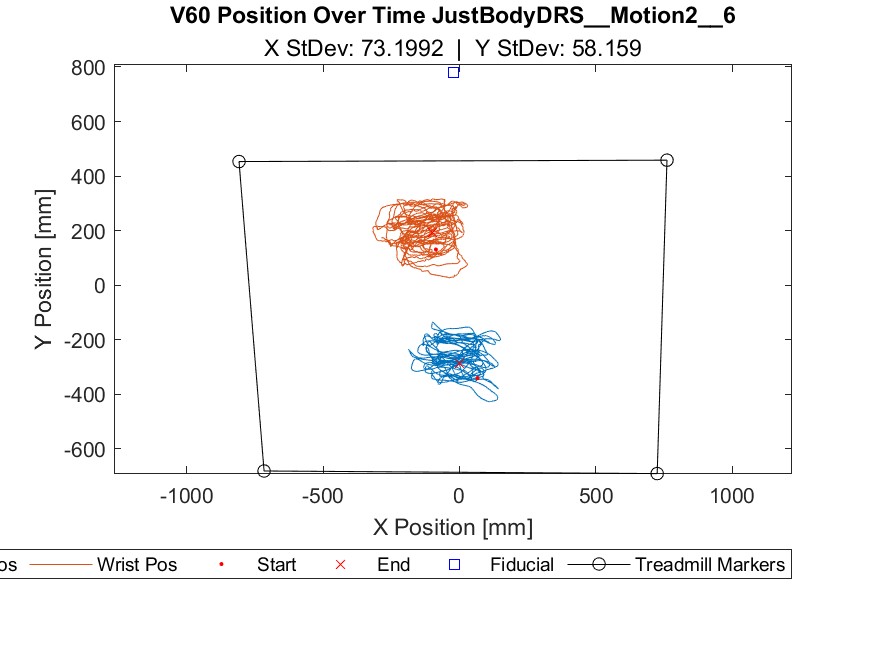 V60 Position Over Time JustBodyDRS__Motion2__6
X StDev: 73.1992 | Y StDev: 58.159
800
600
400
200
0
-200
-400
-600
Y Position [mm]
-1000 -500 0 500 1000
X Position [mm]
os Wrist Pos Start End Fiducial Treadmill Markers